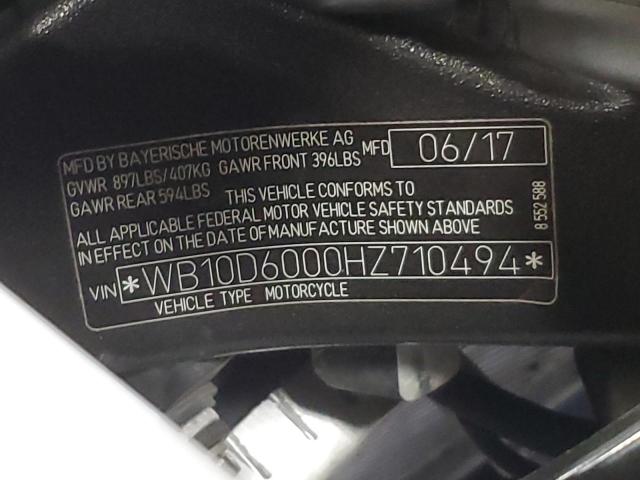 MFD BY BAYERISCHE MOTORENWERKE AG
GVWR 897LBS/407KG GAWR FRONT 396LBS MFD 06/17
GAWR REAR 594LBS THIS VEHICLE CONFORMS TO
ALL APPLICABLE FEDERAL MOTOR VEHICLE SAFETY STANDARDS
IN EFFECT ON THE DATE OF MANUFACTURE SHOWN ABOVE
VIN *WB10D6000HZ710494*
VEHICLE TYPE MOTORCYCLE
8 552 588